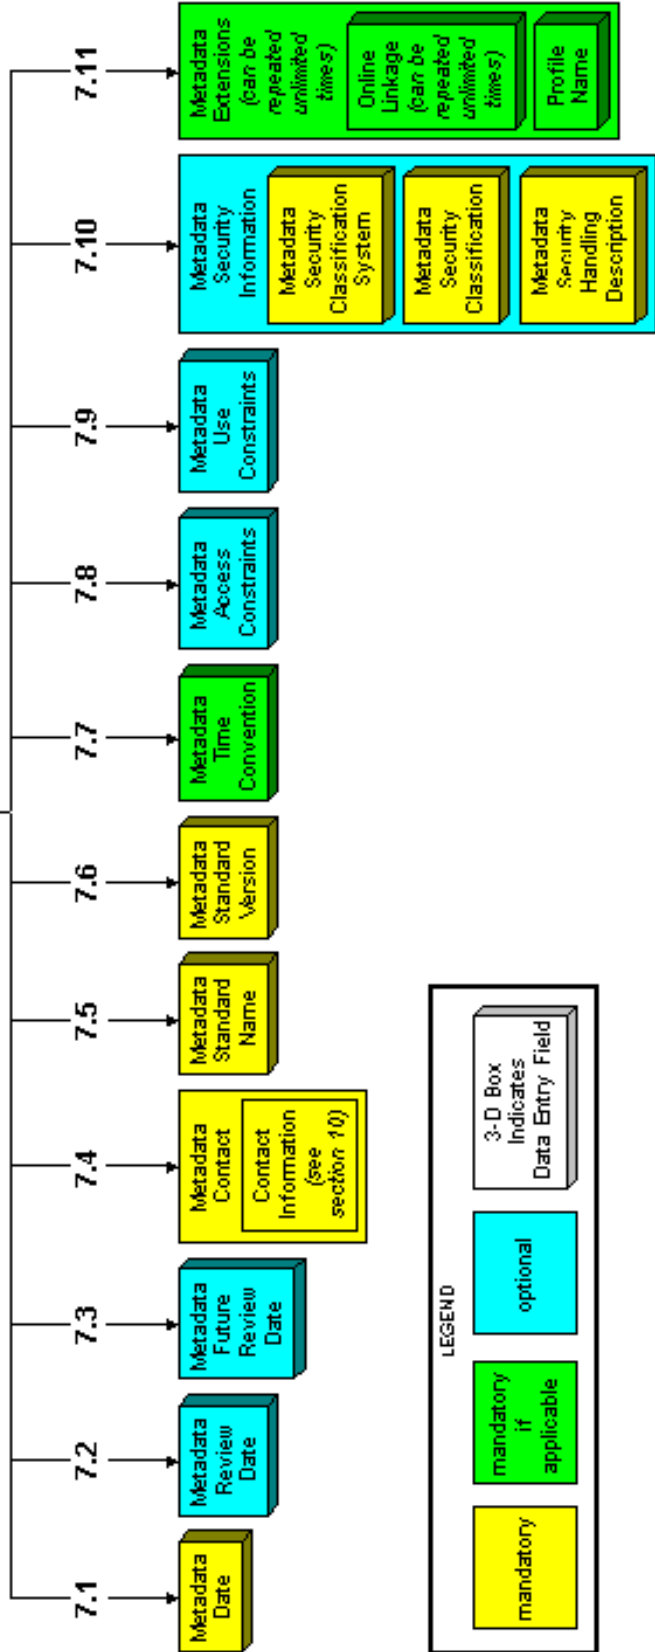 7.1
Metadata
Date
7.2
Metadata
Review
Date
7.3
Metadata
Future
Review
Date
7.4
Metadata
Contact
Contact
Information
(see
section 10)
7.5
Metadata
Standard
Name
7.6
Metadata
Standard
Version
7.7
Metadata
Time
Convention
7.8
Metadata
Access
Constraints
7.9
Metadata
Use
Constraints
7.10
Metadata
Security
Information
Metadata
Security
Classification
System
Metadata
Security
Classification
Metadata
Security
Handling
Description
7.11
Metadata
Extensions
(can be
repeated
unlimited
times)
Online
Linkage
(can be
repeated
unlimited
times)
Profile
Name
LEGEND
mandatory
mandatory
if
applicable
optional
3-D Box
Indicates
Data Entry Field